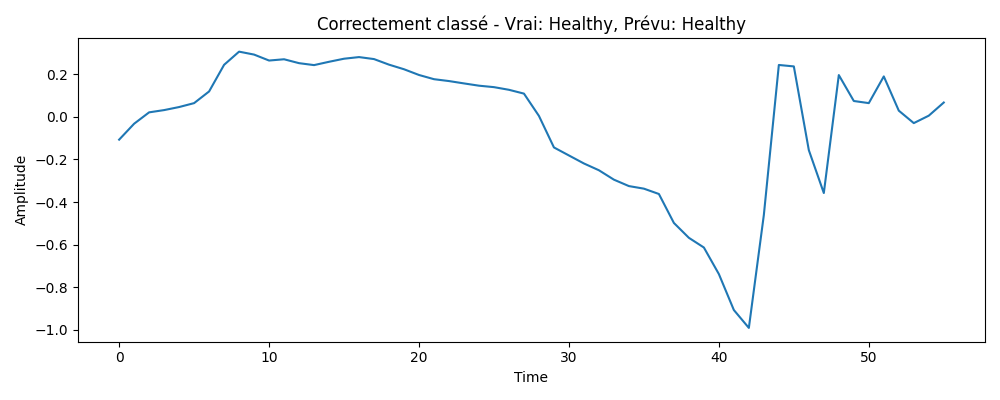 Correctement classé - Vrai: Healthy, Prévu: Healthy
Amplitude
0.2
0.0
−0.2
−0.4
−0.6
−0.8
−1.0
0 10 20 30 40 50
Time